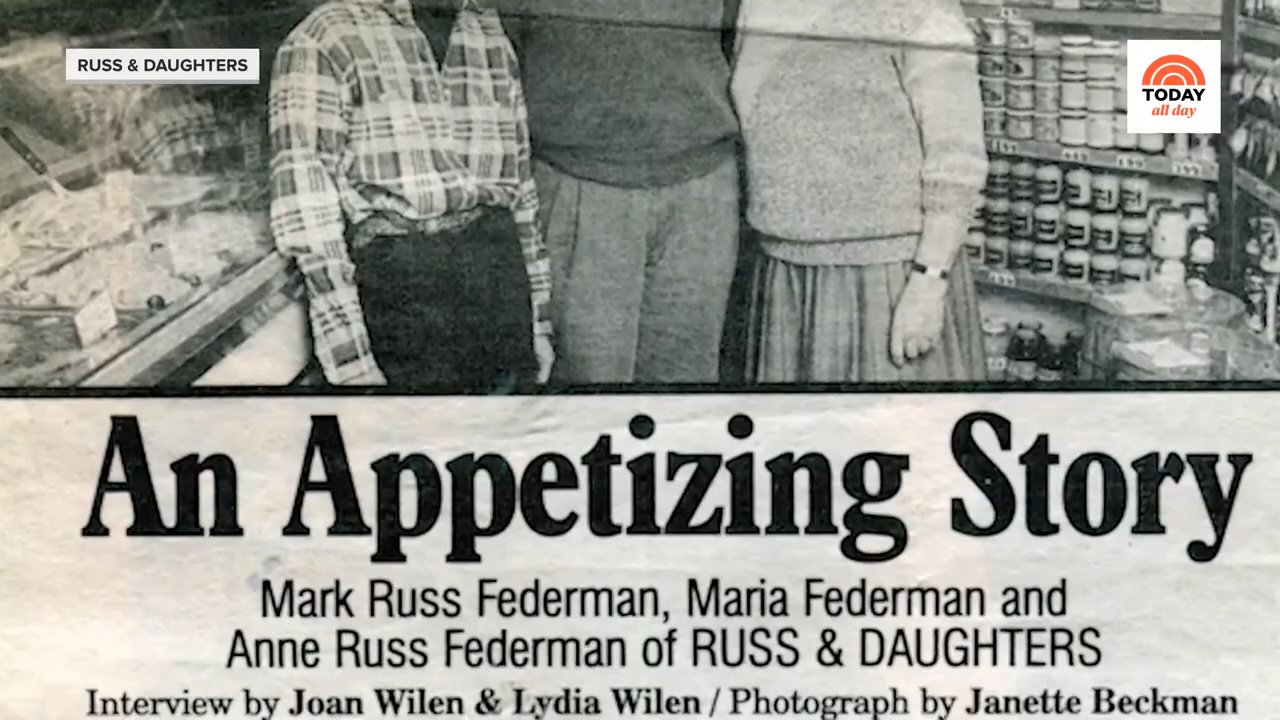 RUSS & DAUGHTERS
TODAY
all day
An Appetizing Story
Mark Russ Federman, Maria Federman and
Anne Russ Federman of RUSS & DAUGHTERS
Interview by Joan Wilen & Lydia Wilen / Photograph by Janette Beckman